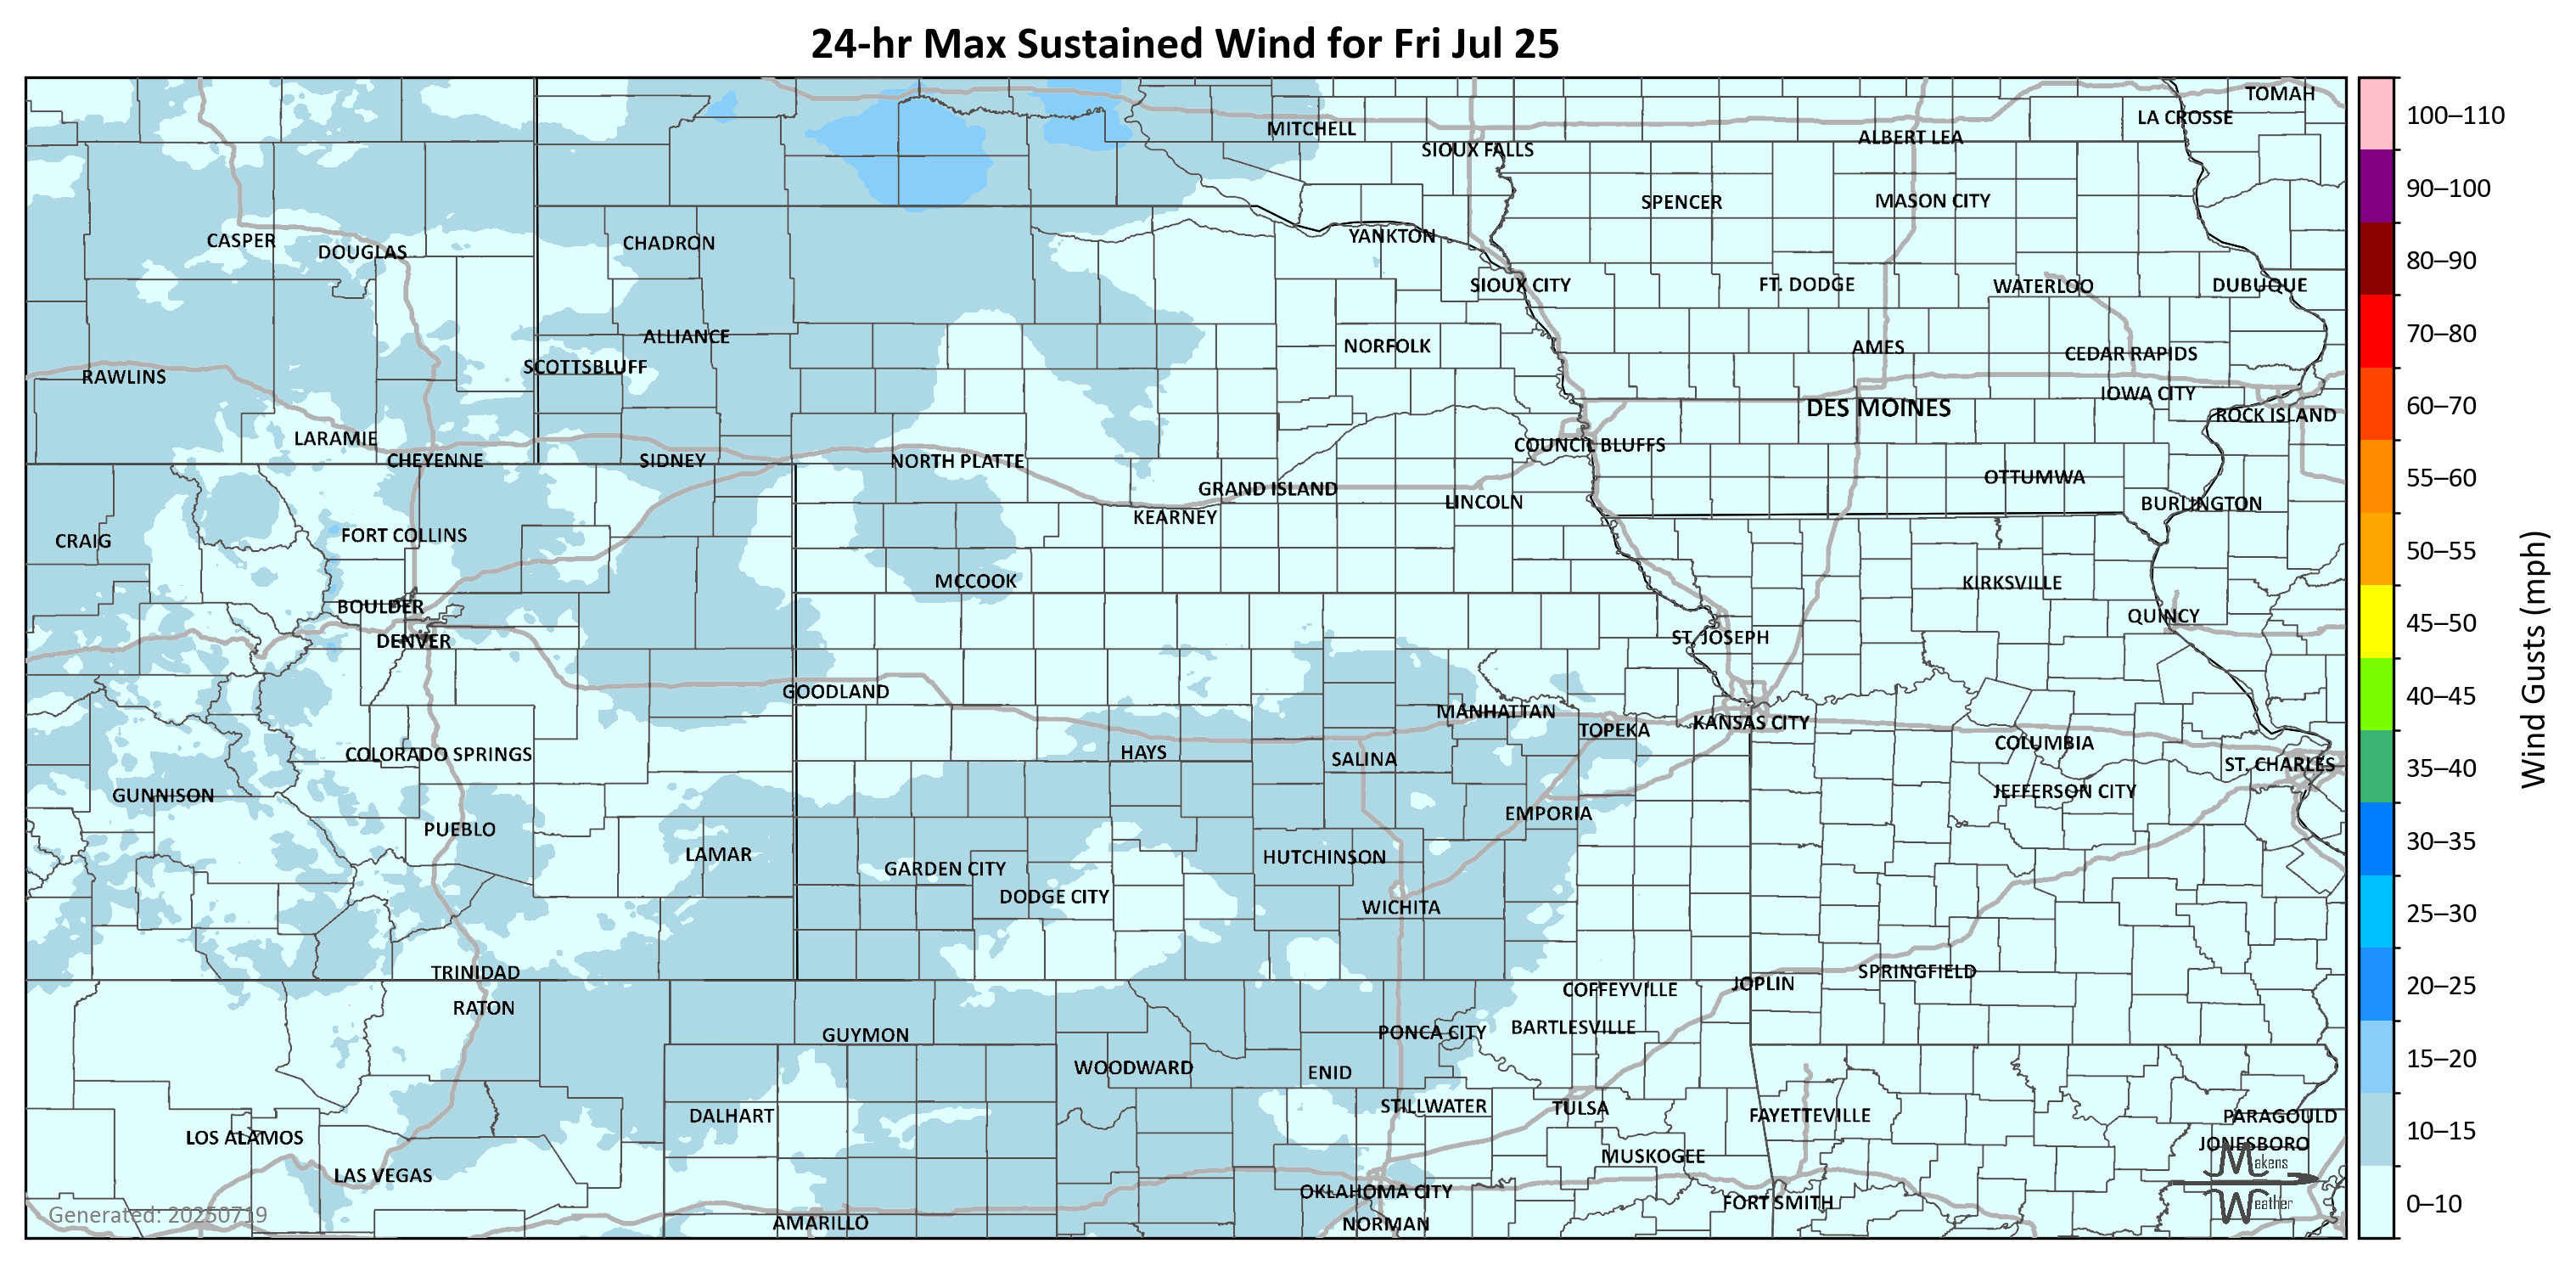 24-hr Max Sustained Wind for Fri Jul 25
TOMAH
LA CROSSE
MITCHELL
ALBERT LEA
SIOUX FALLS
SPENCER
MASON CITY
CASPER
DOUGLAS
CHADRON
YANKTON
SIOUX CITY
FT. DODGE
WATERLOO
DUBUQUE
ALLIANCE
NORFOLK
AMES
CEDAR RAPIDS
SCOTTSBLUFF
RAWLINS
IOWA CITY
DES MOINES
ROCK ISLAND
LARAMIE
COUNCIL BLUFFS
CHEYENNE
SIDNEY
NORTH PLATTE
OTTUMWA
GRAND ISLAND
LINCOLN
BURLINGTON
KEARNEY
CRAIG
FORT COLLINS
MCCOOK
KIRKSVILLE
BOULDER
QUINCY
DENVER
ST. JOSEPH
GOODLAND
MANHATTAN
TOPEKA
KANSAS CITY
COLUMBIA
COLORADO SPRINGS
HAYS
SALINA
ST. CHARLES
GUNNISON
JEFFERSON CITY
EMPORIA
PUEBLO
LAMAR
HUTCHINSON
GARDEN CITY
DODGE CITY
WICHITA
TRINIDAD
SPRINGFIELD
JOPLIN
COFFEYVILLE
RATON
BARTLESVILLE
GUYMON
PONCA CITY
WOODWARD
ENID
STILLWATER
TULSA
DALHART
FAYETTEVILLE
PARAGOULD
LOS ALAMOS
JONESBORO
MUSKOGEE
LAS VEGAS
OKLAHOMA CITY
FORT SMITH
AMARILLO
NORMAN
Generated: 20250719
Makens
Weather
100–110
90–100
80–90
70–80
60–70
55–60
50–55
45–50
40–45
35–40
30–35
25–30
20–25
15–20
10–15
0–10
Wind Gusts (mph)